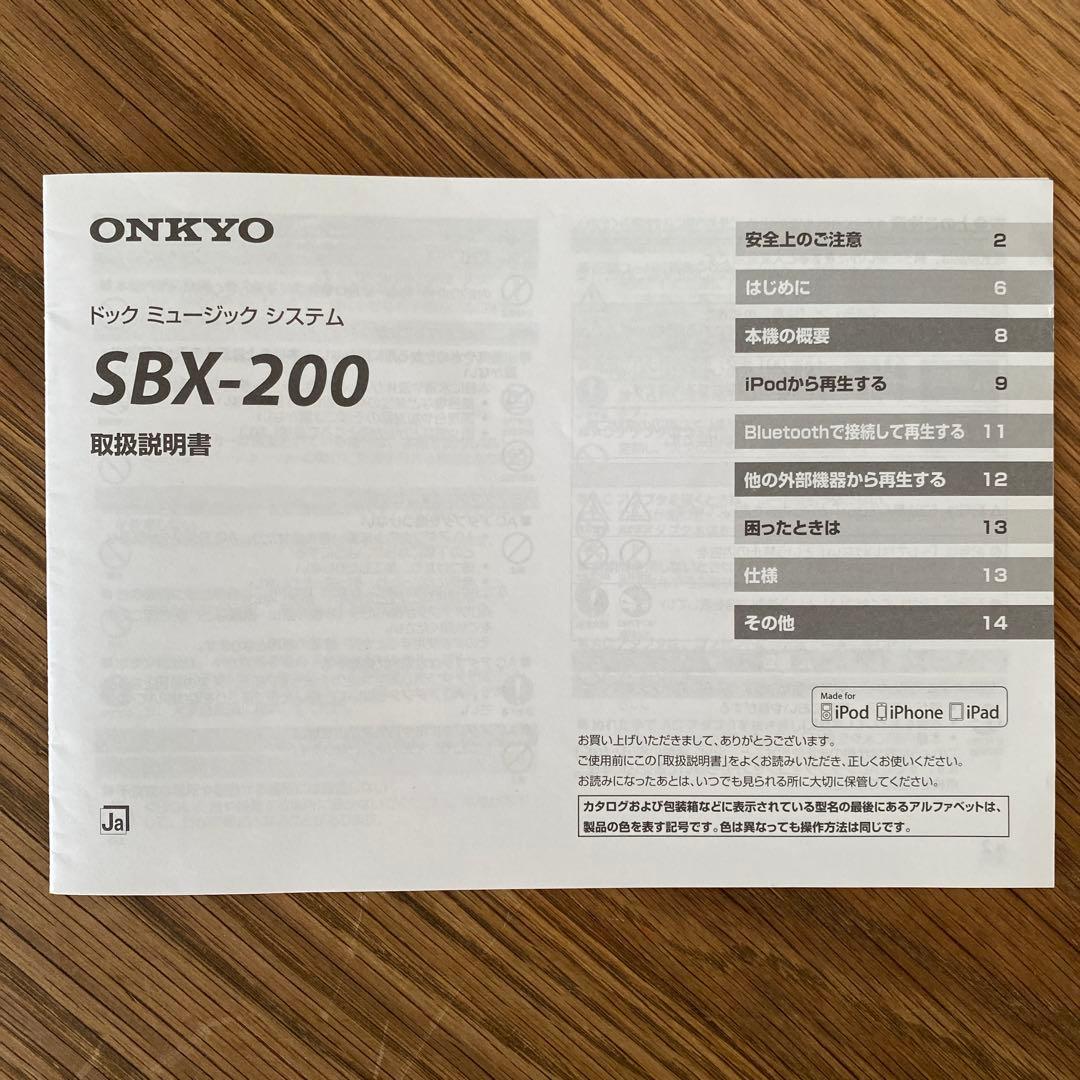 ONKYO
ドック ミュージック システム
SBX-200
取扱説明書
安全上のご注意 2
はじめに 6
本機の概要 8
iPodから再生する 9
Bluetoothで接続して再生する 11
他の外部機器から再生する 12
困ったときは 13
仕様 13
その他 14
Made for
iPod iPhone iPad
お買い上げいただきまして、ありがとうございます。
ご使用前にこの「取扱説明書」をよくお読みいただき、正しくお使いください。
お読みになったあとは、いつでも見られる所に大切に保管してください。
カタログおよび包装箱などに表示されている型名の最後にあるアルファベットは、
製品の色を表す記号です。色は異なっても操作方法は同じです。
Ja